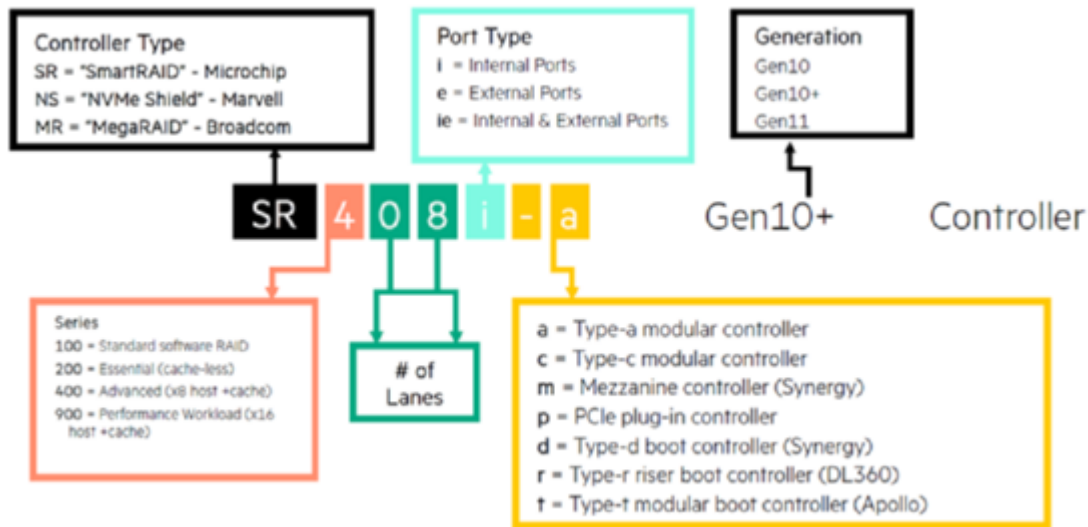 Controller Type
SR = "SmartRAID" - Microchip
NS = "NVMe Shield" - Marvell
MR = "MegaRAID" - Broadcom
Port Type
i = Internal Ports
e = External Ports
ie = Internal & External Ports
Generation
Gen10
Gen10+
Gen11
SR 4 0 8 i - a Gen10+ Controller
Series
100 = Standard software RAID
200 = Essential (cache-less)
400 = Advanced (x8 host +cache)
900 = Performance Workload (x16
host +cache)
# of
Lanes
a = Type-a modular controller
c = Type-c modular controller
m = Mezzanine controller (Synergy)
p = PCIe plug-in controller
d = Type-d boot controller (Synergy)
r = Type-r riser boot controller (DL360)
t = Type-t modular boot controller (Apollo)